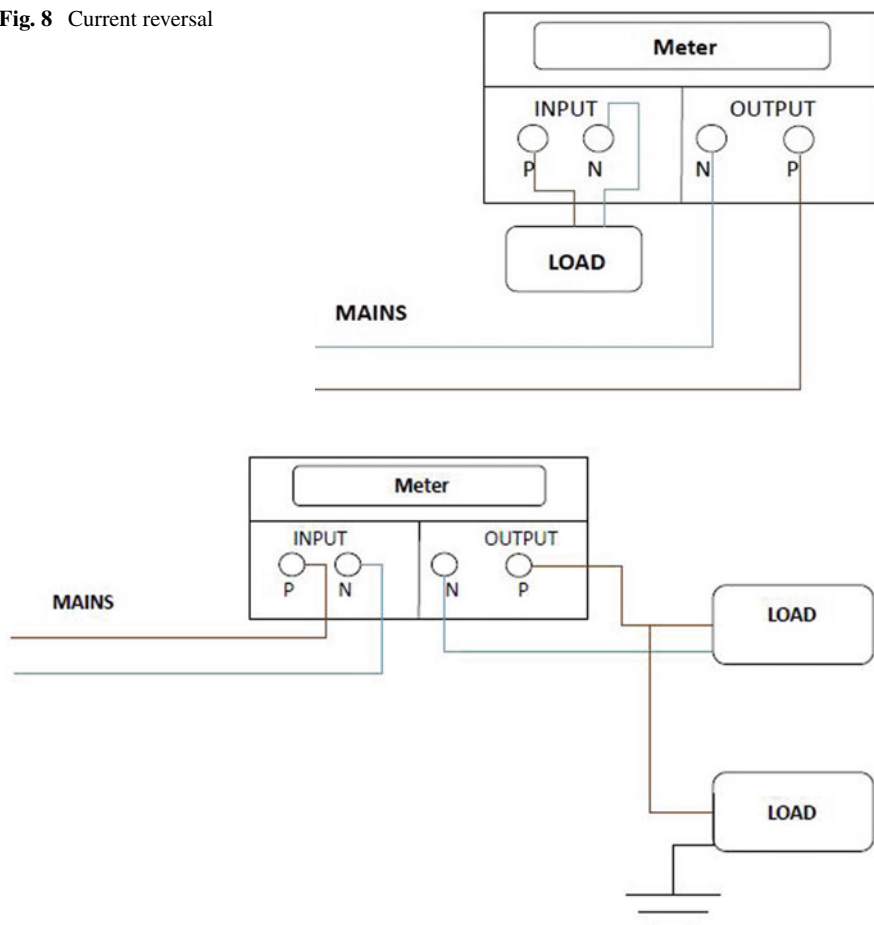 Fig. 8 Current reversal
Meter
INPUT OUTPUT
P N N P
LOAD
MAINS
Meter
INPUT OUTPUT
P N N P
MAINS
LOAD
LOAD